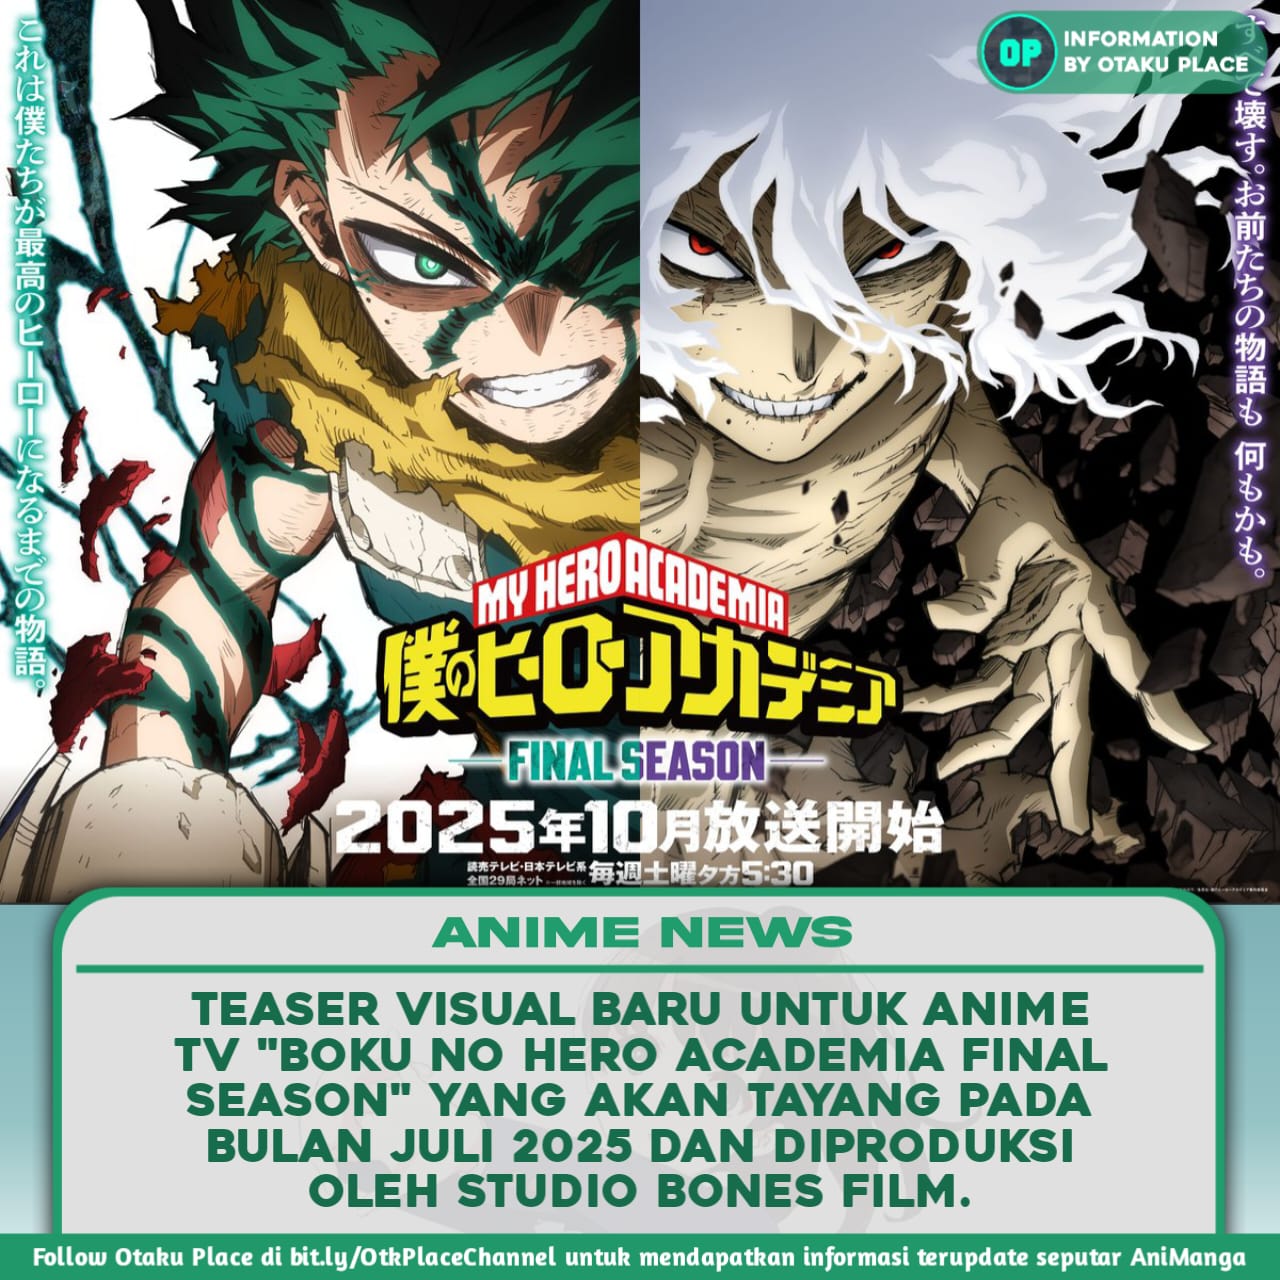 これは僕たちが最高のヒーローになるまでの物語。
OP
INFORMATION
BY OTAKU PLACE
壊す。お前たちの物語も 何もかも。
MY HERO ACADEMIA
僕のヒーローアカデミア
FINAL SEASON
2025年10月放送開始
読売テレビ・日本テレビ系
全国29局ネット
毎週土曜夕方5:30
ANIME NEWS
TEASER VISUAL BARU UNTUK ANIME
TV "BOKU NO HERO ACADEMIA FINAL
SEASON" YANG AKAN TAYANG PADA
BULAN JULI 2025 DAN DIPRODUKSI
OLEH STUDIO BONES FILM.
Follow Otaku Place di bit.ly/OtkPlaceChannel untuk mendapatkan informasi terupdate seputar AniManga